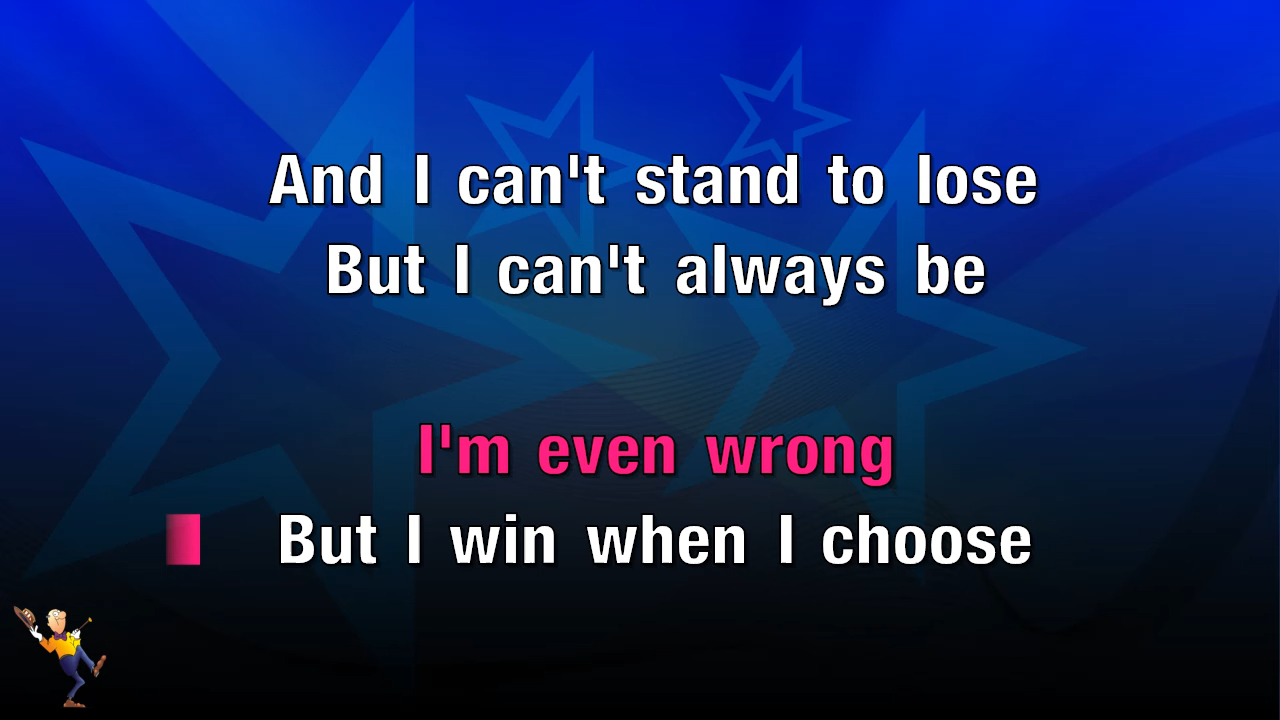 And I can't stand to lose
But I can't always be
I'm even wrong
But I win when I choose